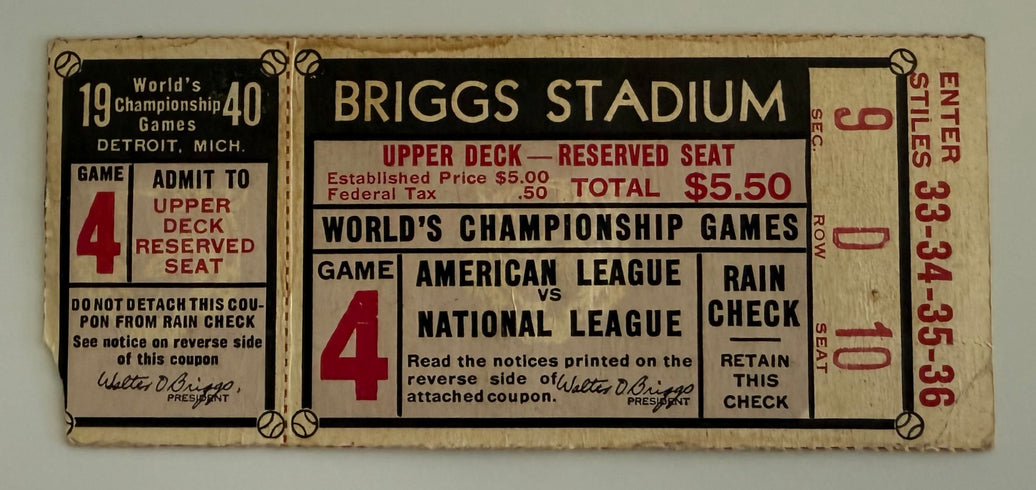 19 World's Championship Games 40
DETROIT, MICH.
GAME
4
ADMIT TO
UPPER
DECK
RESERVED
SEAT
DO NOT DETACH THIS COU-
PON FROM RAIN CHECK
See notice on reverse side
of this coupon
Walter O Briggs.
PRESIDENT
BRIGGS STADIUM
UPPER DECK — RESERVED SEAT
Established Price $5.00
Federal Tax .50
TOTAL $5.50
WORLD'S CHAMPIONSHIP GAMES
GAME
4
AMERICAN LEAGUE
VS
NATIONAL LEAGUE
Read the notices printed on the
reverse side of
attached coupon.
Walter O Briggs
PRESIDENT
RAIN
CHECK
RETAIN
THIS
CHECK
SEC. 9
ROW D
SEAT 10
ENTER
STILES 33-34-35-36